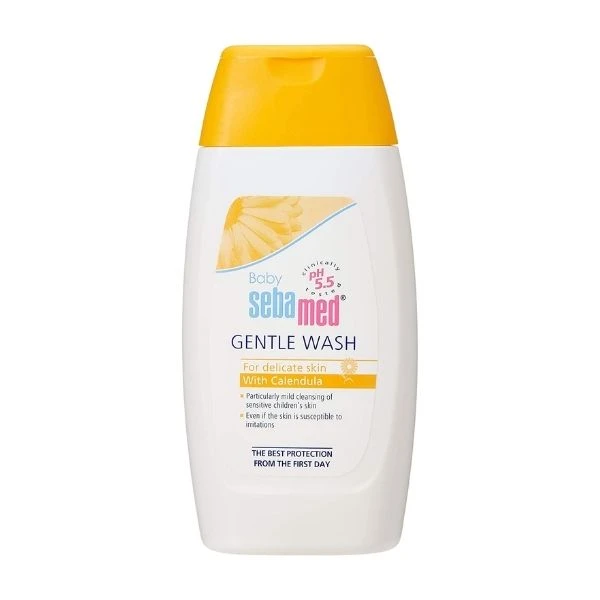 clinically
pH
5.5
tested
Baby
sebamed®
GENTLE WASH
For delicate skin
With Calendula
Particularly mild cleansing of
sensitive children's skin
Even if the skin is susceptible to
irritations
THE BEST PROTECTION
FROM THE FIRST DAY